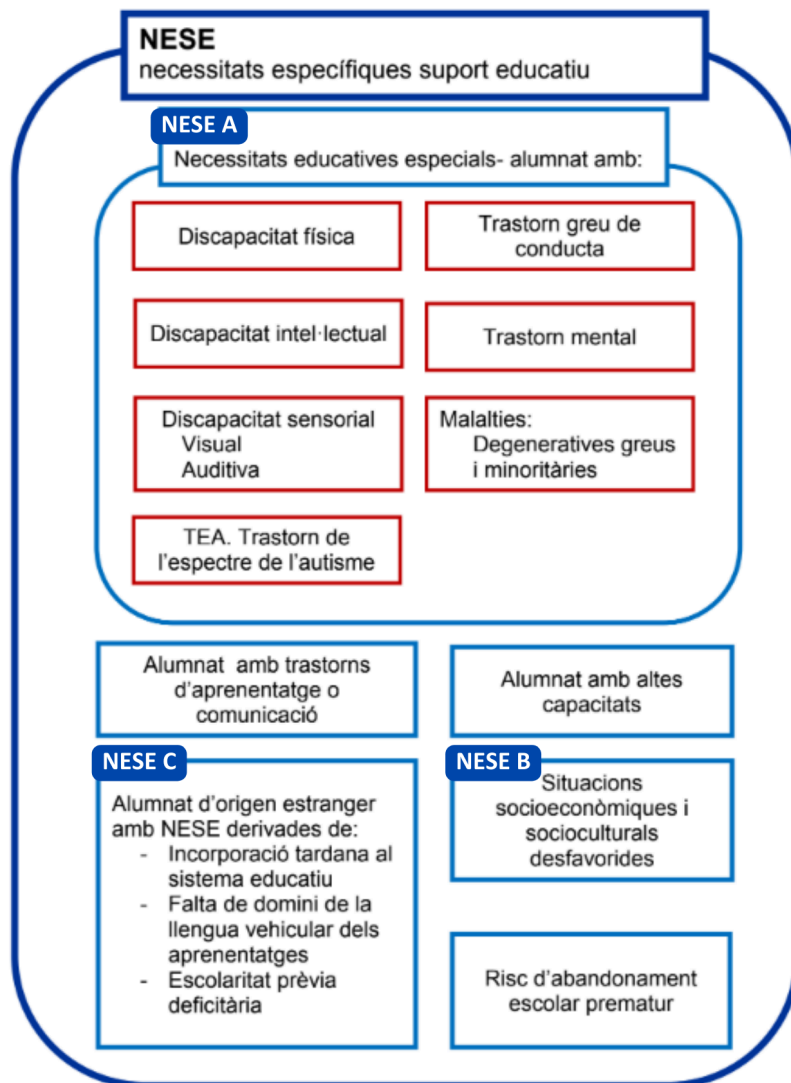 NESE
necessitats específiques suport educatiu
NESE A
Necessitats educatives especials- alumnat amb:
Discapacitat física
Trastorn greu de
conducta
Discapacitat intel·lectual
Trastorn mental
Discapacitat sensorial
Visual
Auditiva
Malalties:
Degeneratives greus
i minoritàries
TEA. Trastorn de
l'espectre de l'autisme
Alumnat amb trastorns
d'aprenentatge o
comunicació
Alumnat amb altes
capacitats
NESE C
Alumnat d'origen estranger
amb NESE derivades de:
- Incorporació tardana al
sistema educatiu
- Falta de domini de la
llengua vehicular dels
aprenentatges
- Escolaritat prèvia
deficitària
NESE B
Situacions
socioeconòmiques i
socioculturals
desfavorides
Risc d'abandonament
escolar prematur